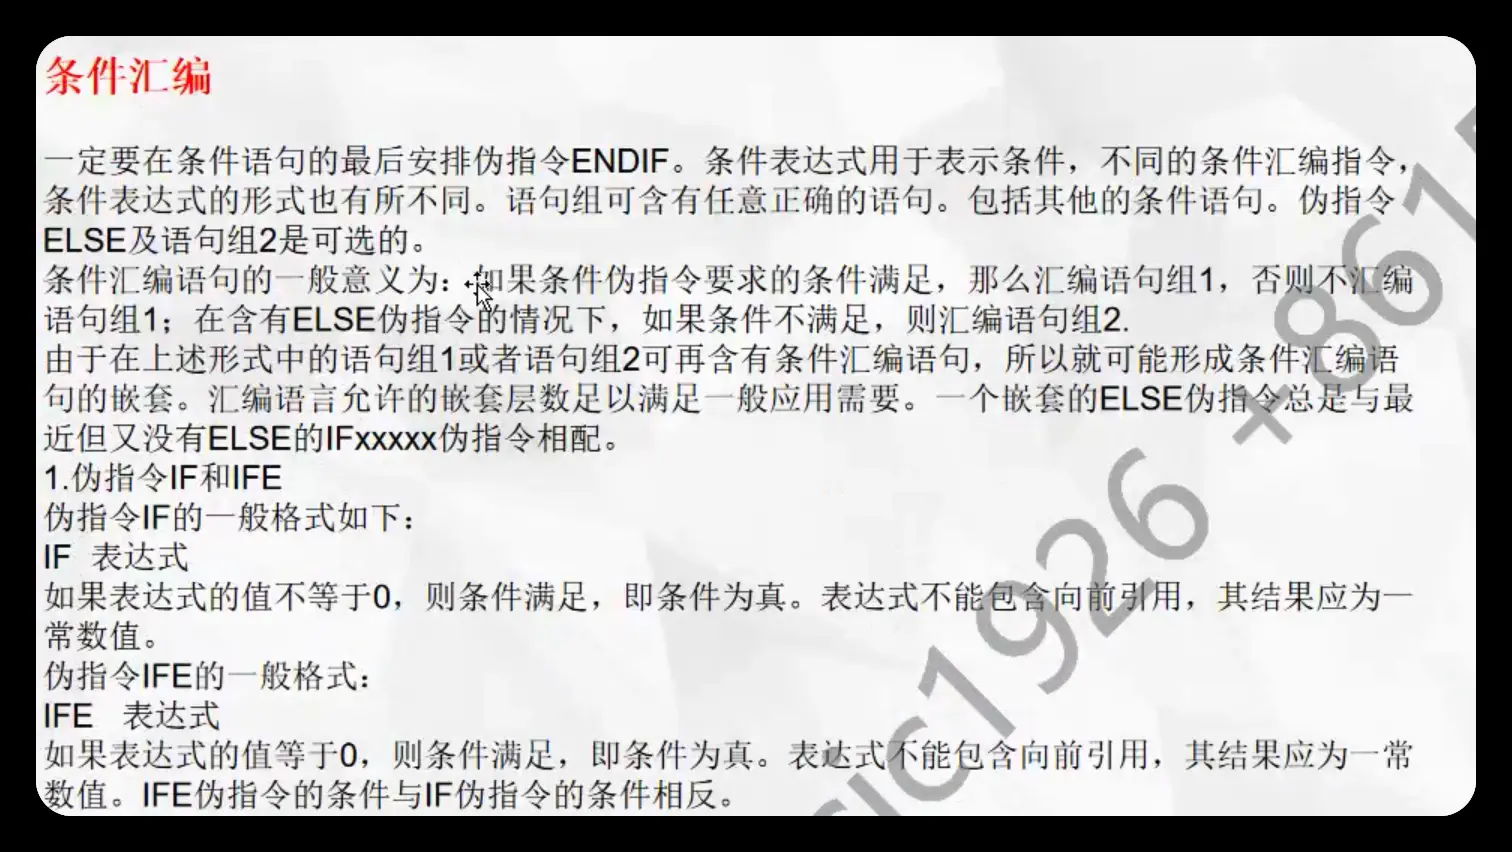 条件汇编
一定要在条件语句的最后安排伪指令ENDIF。条件表达式用于表示条件，不同的条件汇编指令，
条件表达式的形式也有所不同。语句组可含有任意正确的语句。包括其他的条件语句。伪指令
ELSE及语句组2是可选的。
条件汇编语句的一般意义为：如果条件伪指令要求的条件满足，那么汇编语句组1，否则不汇编
语句组1；在含有ELSE伪指令的情况下，如果条件不满足，则汇编语句组2.
由于在上述形式中的语句组1或者语句组2可再含有条件汇编语句，所以就可能形成条件汇编语
句的嵌套。汇编语言允许的嵌套层数足以满足一般应用需要。一个嵌套的ELSE伪指令总是与最
近但又没有ELSE的IFxxxxx伪指令相配。
1.伪指令IF和IFE
伪指令IF的一般格式如下：
IF 表达式
如果表达式的值不等于0，则条件满足，即条件为真。表达式不能包含向前引用，其结果应为一
常数值。
伪指令IFE的一般格式：
IFE 表达式
如果表达式的值等于0，则条件满足，即条件为真。表达式不能包含向前引用，其结果应为一常
数值。IFE伪指令的条件与IF伪指令的条件相反。
sic1926 +861